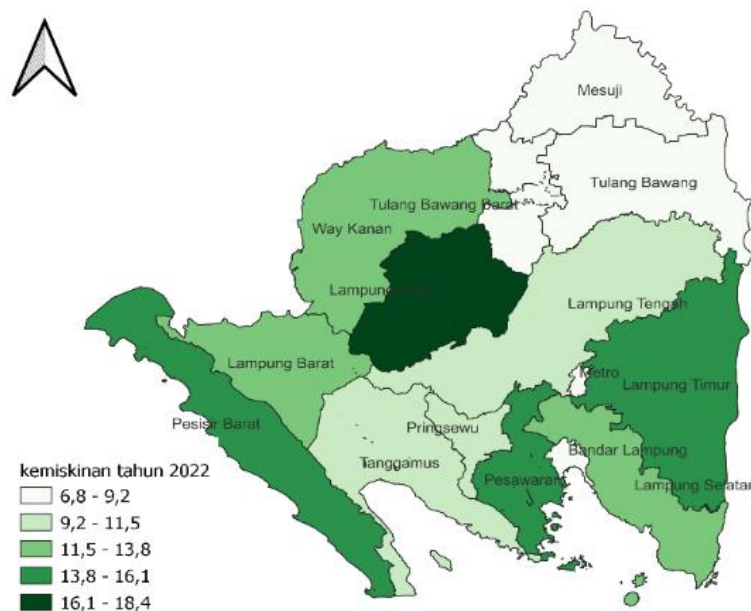 Mesuji
Tulang Bawang
Tulang Bawang Barat
Way Kanan
Lampung
Lampung Tengah
Lampung Barat
Metro
Lampung Timur
Pesisir Barat
Pringsewu
Bandar Lampung
Tanggamus
Pesawaran
Lampung Selatan
kemiskinan tahun 2022
6,8 - 9,2
9,2 - 11,5
11,5 - 13,8
13,8 - 16,1
16,1 - 18,4